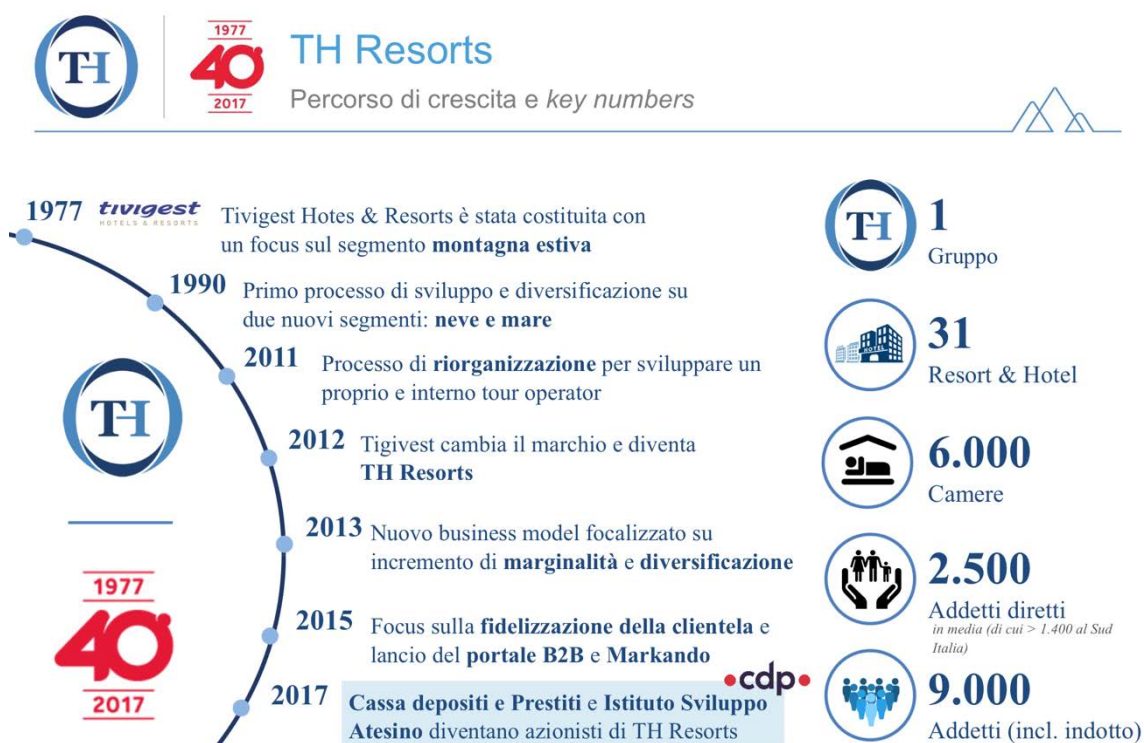 TH
1977
40
2017
TH Resorts
Percorso di crescita e key numbers
1977
tivigest
HOTELS & RESORTS
Tivigest Hotes & Resorts è stata costituita con
un focus sul segmento montagna estiva
1990
Primo processo di sviluppo e diversificazione su
due nuovi segmenti: neve e mare
2011
Processo di riorganizzazione per sviluppare un
proprio e interno tour operator
TH
2012
Tigivest cambia il marchio e diventa
TH Resorts
2013
Nuovo business model focalizzato su
incremento di marginalità e diversificazione
1977
40
2017
2015
Focus sulla fidelizzazione della clientela e
lancio del portale B2B e Markando
cdp
2017
Cassa depositi e Prestiti e Istituto Sviluppo
Atesino diventano azionisti di TH Resorts
TH
1
Gruppo
HOTEL
31
Resort & Hotel
6.000
Camere
2.500
Addetti diretti
in media (di cui > 1.400 al Sud
Italia)
9.000
Addetti (incl. indotto)